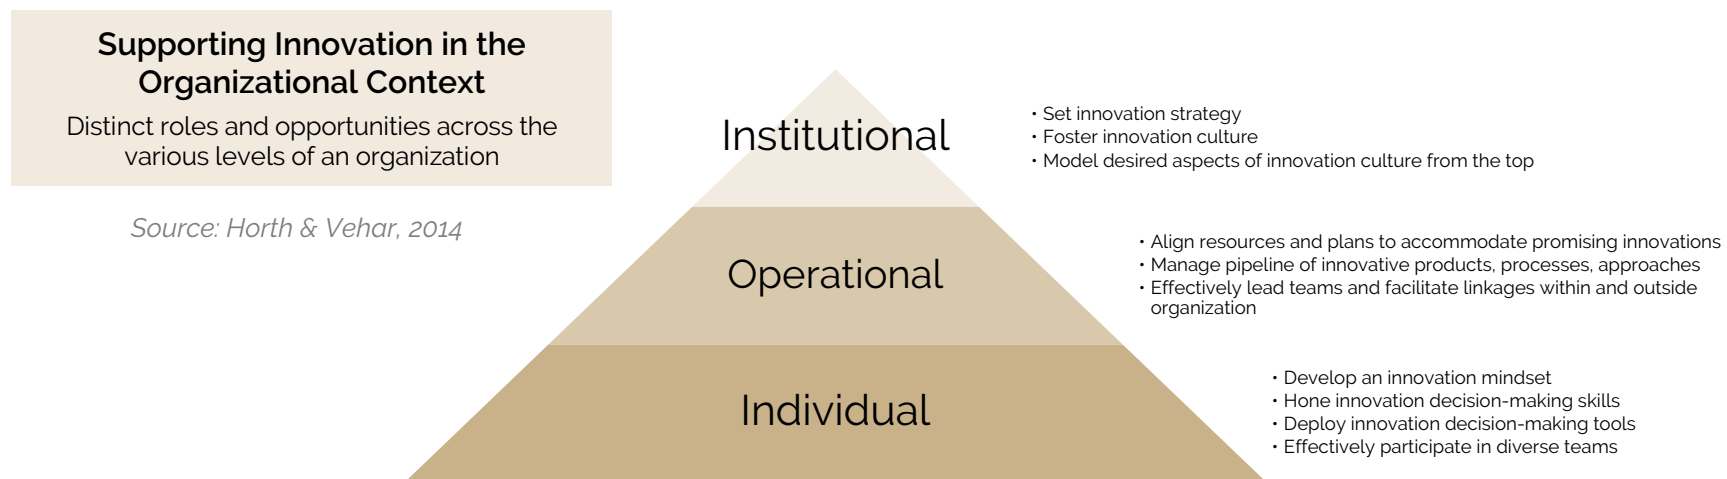 Supporting Innovation in the
Organizational Context
Distinct roles and opportunities across the
various levels of an organization
Source: Horth & Vehar, 2014
Institutional
• Set innovation strategy
• Foster innovation culture
• Model desired aspects of innovation culture from the top
Operational
• Align resources and plans to accommodate promising innovations
• Manage pipeline of innovative products, processes, approaches
• Effectively lead teams and facilitate linkages within and outside
organization
Individual
• Develop an innovation mindset
• Hone innovation decision-making skills
• Deploy innovation decision-making tools
• Effectively participate in diverse teams